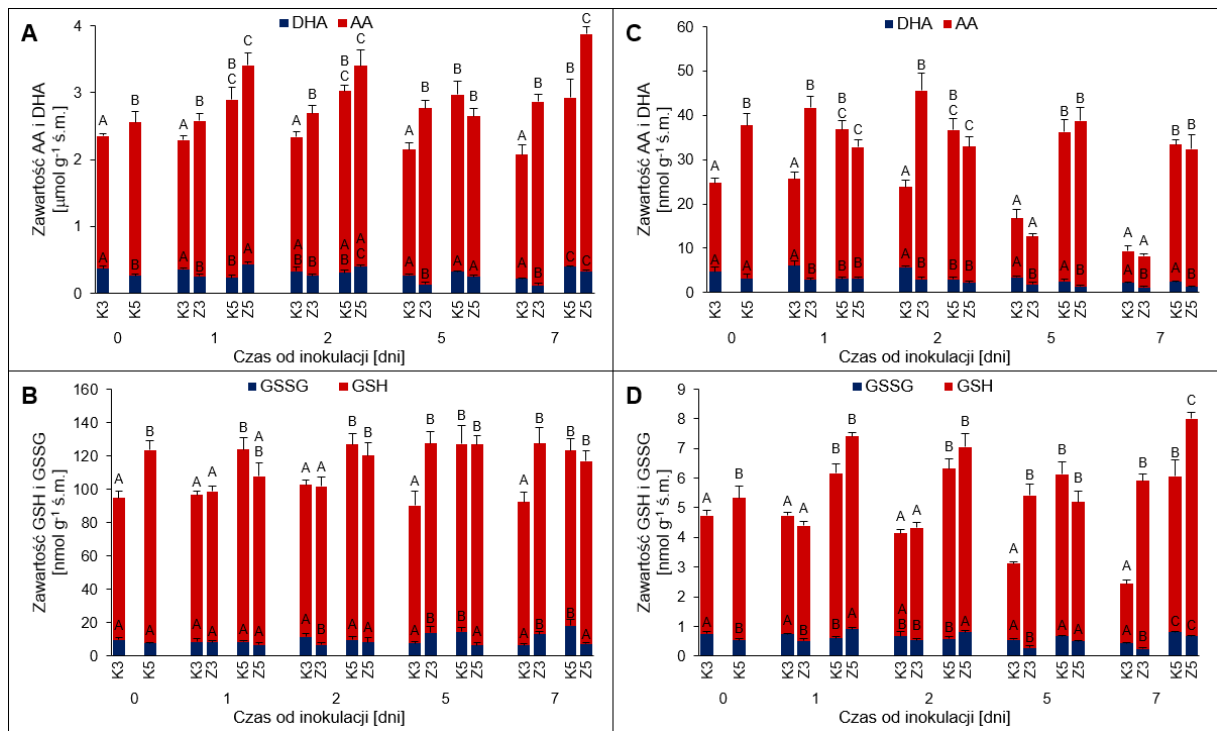 A
DHA AA
Zawartość AA i DHA
[µmol g⁻¹ ś.m.]
4
3
2
1
0
A B A B B C C A B B C C A B B B A B B C
A B A B B A A B B A B A C A B A A A B C C
K3 K5 K3 Z3 K5 Z5 K3 Z3 K5 Z5 K3 Z3 K5 Z5 K3 Z3 K5 Z5
0 1 2 5 7
Czas od inokulacji [dni]
C
DHA AA
Zawartość AA i DHA
[nmol g⁻¹ ś.m.]
60
50
40
30
20
10
0
A B A B B C C A B B C C A A B B A A B B
A B A B B B A B B B A B B B A B B B
K3 K5 K3 Z3 K5 Z5 K3 Z3 K5 Z5 K3 Z3 K5 Z5 K3 Z3 K5 Z5
0 1 2 5 7
Czas od inokulacji [dni]
B
GSSG GSH
Zawartość GSH i GSSG
[nmol g⁻¹ ś.m.]
160
140
120
100
80
60
40
20
0
A B A A B A B A A B B A B B B A B B B
A A A A A A A B A A A B B A A B B A
K3 K5 K3 Z3 K5 Z5 K3 Z3 K5 Z5 K3 Z3 K5 Z5 K3 Z3 K5 Z5
0 1 2 5 7
Czas od inokulacji [dni]
D
GSSG GSH
Zawartość GSH i GSSG
[nmol g⁻¹ ś.m.]
9
8
7
6
5
4
3
2
1
0
A B A A B B A A B B A B B B A B B C
A B A B B A A B B B A A B A A A B C C
K3 K5 K3 Z3 K5 Z5 K3 Z3 K5 Z5 K3 Z3 K5 Z5 K3 Z3 K5 Z5
0 1 2 5 7
Czas od inokulacji [dni]